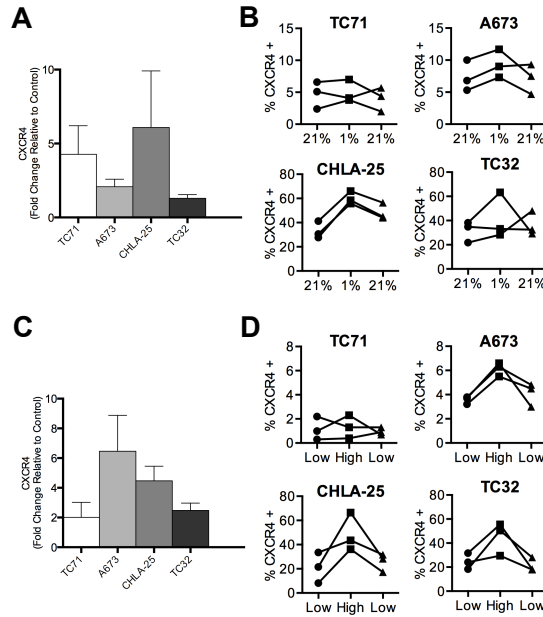 A
CXCR4
(Fold Change Relative to Control)
10
5
0
TC71
A673
CHLA-25
TC32
B
TC71
% CXCR4 +
15
10
5
0
21% 1% 21%
A673
% CXCR4 +
15
10
5
0
21% 1% 21%
CHLA-25
% CXCR4 +
80
60
40
20
0
21% 1% 21%
TC32
% CXCR4 +
80
60
40
20
0
21% 1% 21%
C
CXCR4
(Fold Change Relative to Control)
10
8
6
4
2
0
TC71
A673
CHLA-25
TC32
D
TC71
% CXCR4 +
8
6
4
2
0
Low High Low
A673
% CXCR4 +
8
6
4
2
0
Low High Low
CHLA-25
% CXCR4 +
80
60
40
20
0
Low High Low
TC32
% CXCR4 +
80
60
40
20
0
Low High Low